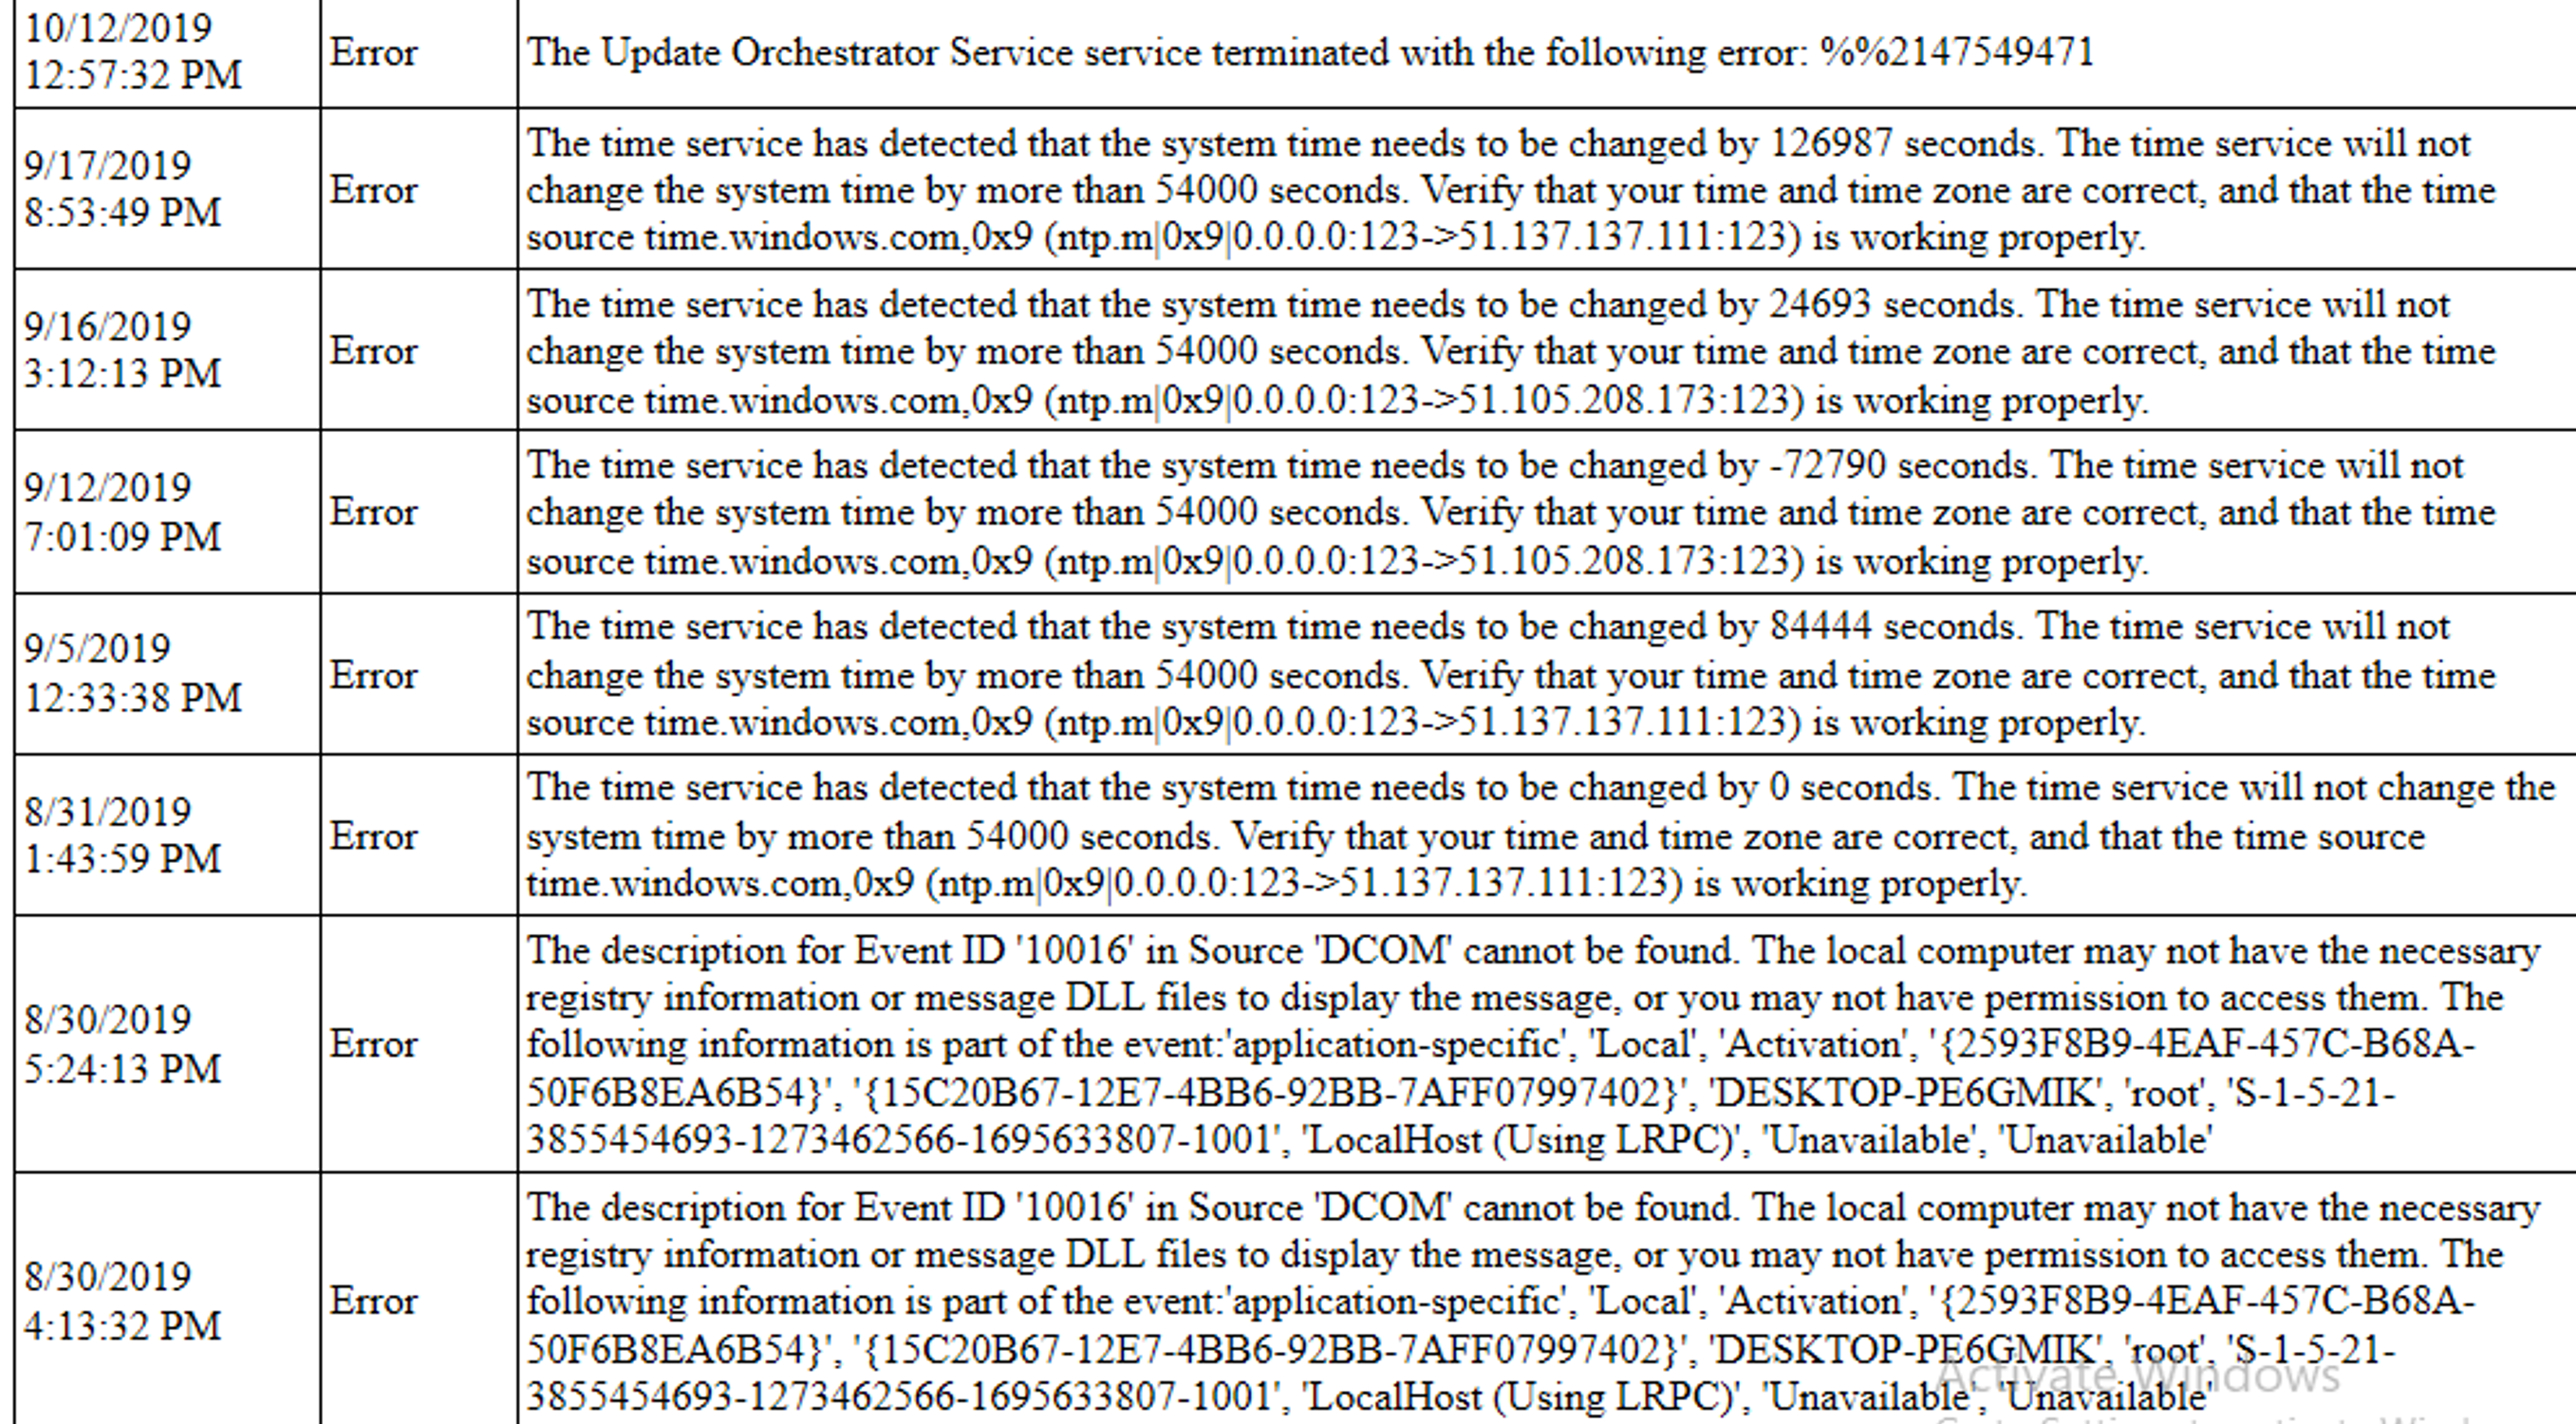 10/12/2019
12:57:32 PM
Error
The Update Orchestrator Service service terminated with the following error: %%2147549471
9/17/2019
8:53:49 PM
Error
The time service has detected that the system time needs to be changed by 126987 seconds. The time service will not
change the system time by more than 54000 seconds. Verify that your time and time zone are correct, and that the time
source time.windows.com,0x9 (ntp.m|0x9|0.0.0.0:123->51.137.137.111:123) is working properly.
9/16/2019
3:12:13 PM
Error
The time service has detected that the system time needs to be changed by 24693 seconds. The time service will not
change the system time by more than 54000 seconds. Verify that your time and time zone are correct, and that the time
source time.windows.com,0x9 (ntp.m|0x9|0.0.0.0:123->51.105.208.173:123) is working properly.
9/12/2019
7:01:09 PM
Error
The time service has detected that the system time needs to be changed by -72790 seconds. The time service will not
change the system time by more than 54000 seconds. Verify that your time and time zone are correct, and that the time
source time.windows.com,0x9 (ntp.m|0x9|0.0.0.0:123->51.105.208.173:123) is working properly.
9/5/2019
12:33:38 PM
Error
The time service has detected that the system time needs to be changed by 84444 seconds. The time service will not
change the system time by more than 54000 seconds. Verify that your time and time zone are correct, and that the time
source time.windows.com,0x9 (ntp.m|0x9|0.0.0.0:123->51.137.137.111:123) is working properly.
8/31/2019
1:43:59 PM
Error
The time service has detected that the system time needs to be changed by 0 seconds. The time service will not change the
system time by more than 54000 seconds. Verify that your time and time zone are correct, and that the time source
time.windows.com,0x9 (ntp.m|0x9|0.0.0.0:123->51.137.137.111:123) is working properly.
8/30/2019
5:24:13 PM
Error
The description for Event ID '10016' in Source 'DCOM' cannot be found. The local computer may not have the necessary
registry information or message DLL files to display the message, or you may not have permission to access them. The
following information is part of the event:'application-specific', 'Local', 'Activation', '{2593F8B9-4EAF-457C-B68A-
50F6B8EA6B54}', '{15C20B67-12E7-4BB6-92BB-7AFF07997402}', 'DESKTOP-PE6GMIK', 'root', 'S-1-5-21-
3855454693-1273462566-1695633807-1001', 'LocalHost (Using LRPC)', 'Unavailable', 'Unavailable'
8/30/2019
4:13:32 PM
Error
The description for Event ID '10016' in Source 'DCOM' cannot be found. The local computer may not have the necessary
registry information or message DLL files to display the message, or you may not have permission to access them. The
following information is part of the event:'application-specific', 'Local', 'Activation', '{2593F8B9-4EAF-457C-B68A-
50F6B8EA6B54}', '{15C20B67-12E7-4BB6-92BB-7AFF07997402}', 'DESKTOP-PE6GMIK', 'root', 'S-1-5-21-
3855454693-1273462566-1695633807-1001', 'LocalHost (Using LRPC)', 'Unavailable', 'Unavailable'
Activate Windows